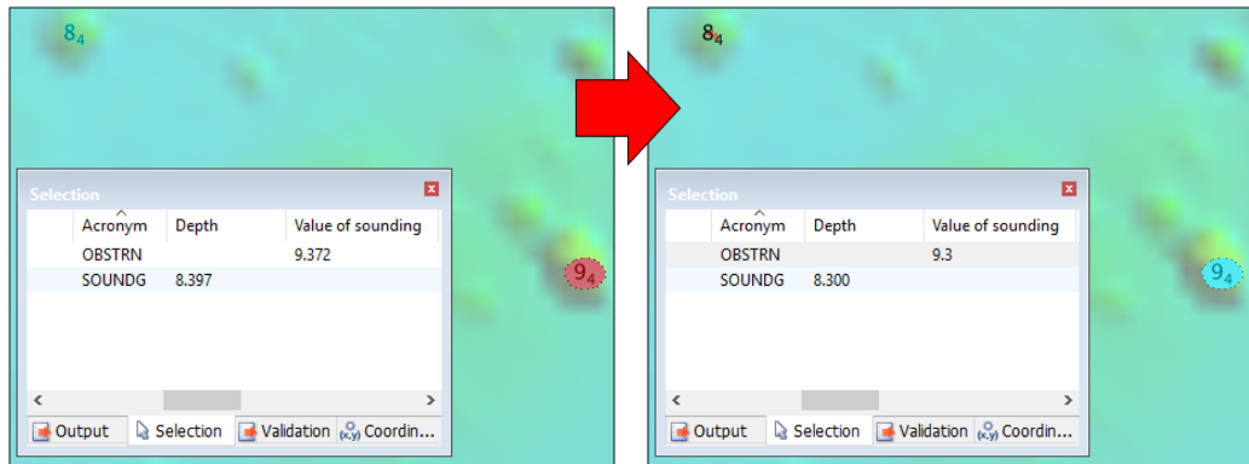 8₄
9₄
Selection
Acronym Depth Value of sounding
OBSTRN 9.372
SOUNDG 8.397
Output Selection Validation (x,y) Coordin...
8₄
9₄
Selection
Acronym Depth Value of sounding
OBSTRN 9.3
SOUNDG 8.300
Output Selection Validation (x,y) Coordin...